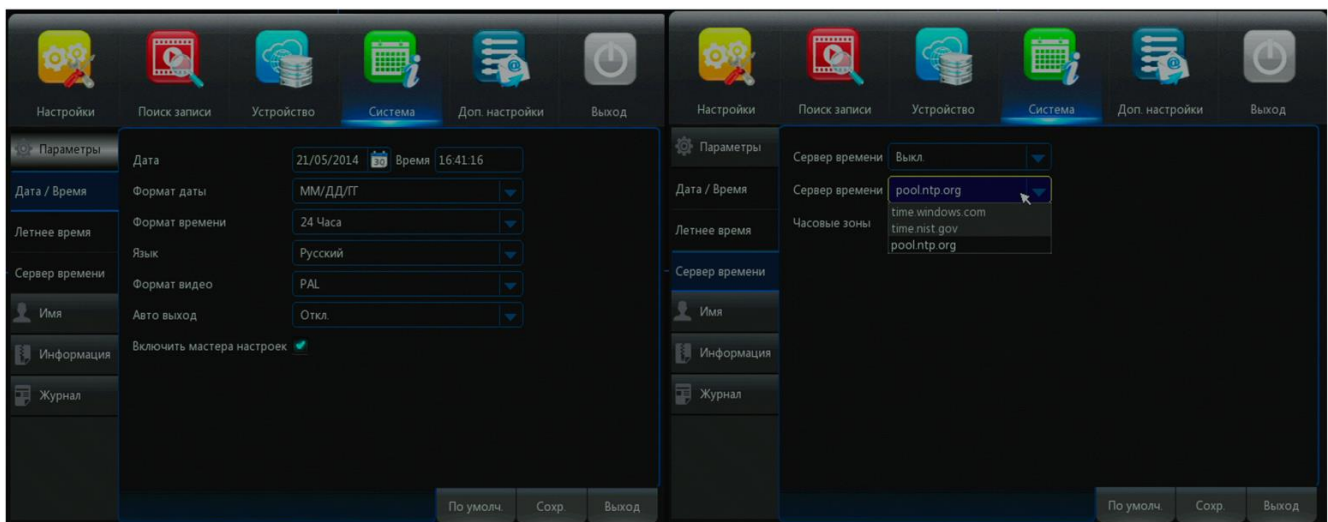 Настройки
Поиск записи
Устройство
Система
Доп. настройки
Выход
Параметры
Дата / Время
Летнее время
Сервер времени
Имя
Информация
Журнал
Дата 21/05/2014 30 Время 16:41:16
Формат даты ММ/ДД/ГГ
Формат времени 24 Часа
Язык Русский
Формат видео PAL
Авто выход Откл.
Включить мастера настроек
По умолч. Сохр. Выход
Настройки
Поиск записи
Устройство
Система
Доп. настройки
Выход
Параметры
Дата / Время
Летнее время
Сервер времени
Имя
Информация
Журнал
Сервер времени Выкл.
Сервер времени pool.ntp.org
time.windows.com
Часовые зоны time.nist.gov
pool.ntp.org
По умолч. Сохр. Выход